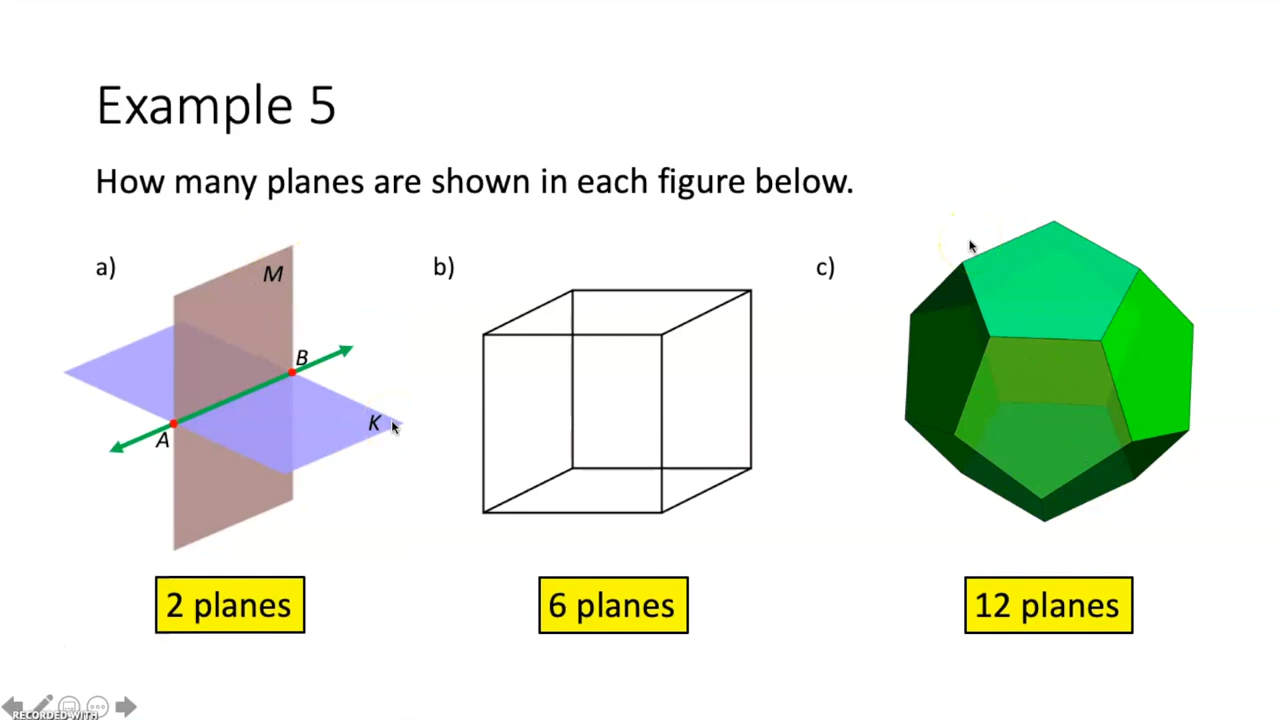 Example 5
How many planes are shown in each figure below.
a)
M
B
K
A
b)
c)
2 planes
6 planes
12 planes
RECORDED WITH